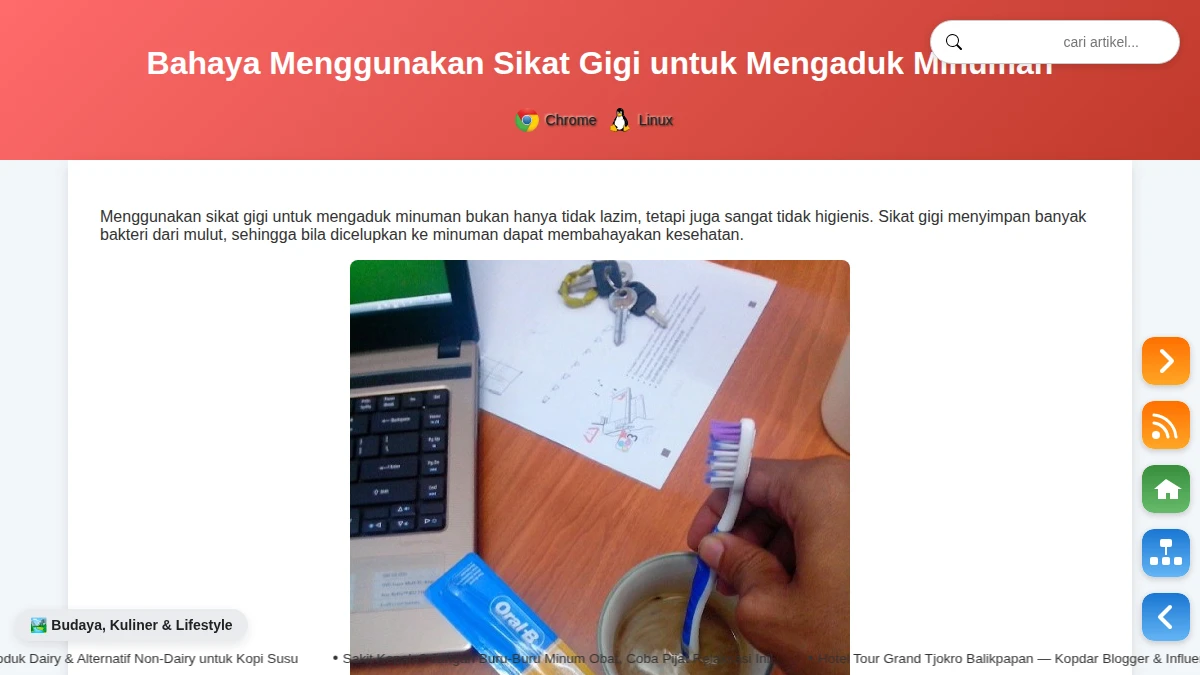 Bahaya Menggunakan Sikat Gigi untuk Mengaduk Minuman
cari artikel...
Chrome Linux
Menggunakan sikat gigi untuk mengaduk minuman bukan hanya tidak lazim, tetapi juga sangat tidak higienis. Sikat gigi menyimpan banyak
bakteri dari mulut, sehingga bila dicelupkan ke minuman dapat membahayakan kesehatan.
Oral-B
Budaya, Kuliner & Lifestyle
oduk Dairy & Alternatif Non-Dairy untuk Kopi Susu • Sakit Buru-Buru Minum Obat, Coba Pijat Hotel Tour Grand Tjokro Balikpapan — Kopdar Blogger & Influe